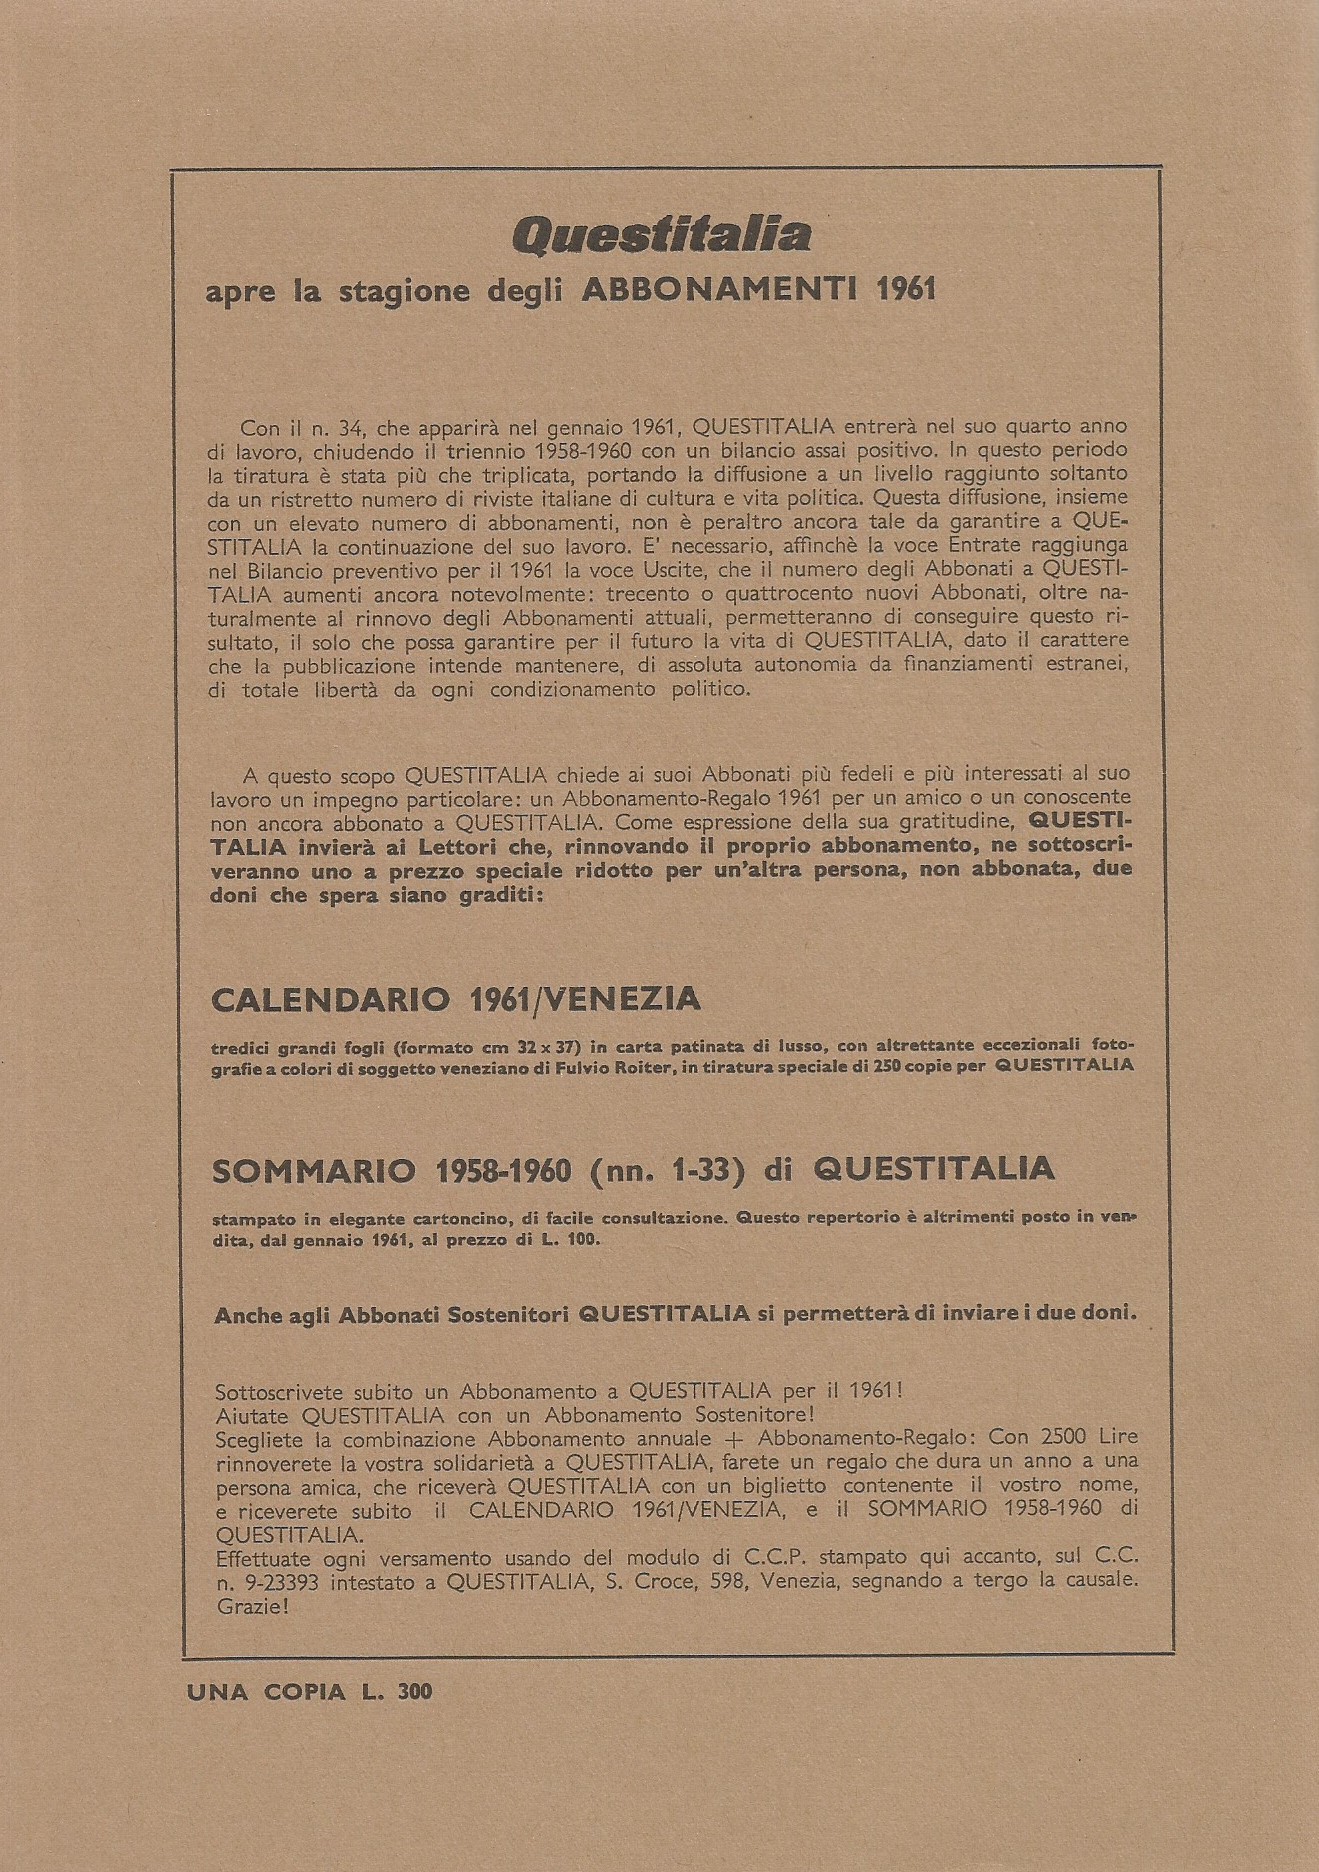 Questitalia
apre la stagione degli ABBONAMENTI 1961
Con il n. 34, che apparirà nel gennaio 1961, QUESTITALIA entrerà nel suo quarto anno
di lavoro, chiudendo il triennio 1958-1960 con un bilancio assai positivo. In questo periodo
la tiratura è stata più che triplicata, portando la diffusione a un livello raggiunto soltanto
da un ristretto numero di riviste italiane di cultura e vita politica. Questa diffusione, insieme
con un elevato numero di abbonamenti, non è peraltro ancora tale da garantire a QUE-
STITALIA la continuazione del suo lavoro. E' necessario, affinchè la voce Entrate raggiunga
nel Bilancio preventivo per il 1961 la voce Uscite, che il numero degli Abbonati a QUESTI-
TALIA aumenti ancora notevolmente: trecento o quattrocento nuovi Abbonati, oltre na-
turalmente al rinnovo degli Abbonamenti attuali, permetteranno di conseguire questo ri-
sultato, il solo che possa garantire per il futuro la vita di QUESTITALIA, dato il carattere
che la pubblicazione intende mantenere, di assoluta autonomia da finanziamenti estranei,
di totale libertà da ogni condizionamento politico.
A questo scopo QUESTITALIA chiede ai suoi Abbonati più fedeli e più interessati al suo
lavoro un impegno particolare: un Abbonamento-Regalo 1961 per un amico o un conoscente
non ancora abbonato a QUESTITALIA. Come espressione della sua gratitudine, QUESTI-
TALIA invierà ai Lettori che, rinnovando il proprio abbonamento, ne sottoscri-
veranno uno a prezzo speciale ridotto per un'altra persona, non abbonata, due
doni che spera siano graditi:
CALENDARIO 1961/VENEZIA
tredici grandi fogli (formato cm 32 x 37) in carta patinata di lusso, con altrettante eccezionali foto-
grafie a colori di soggetto veneziano di Fulvio Roiter, in tiratura speciale di 250 copie per QUESTITALIA
SOMMARIO 1958-1960 (nn. 1-33) di QUESTITALIA
stampato in elegante cartoncino, di facile consultazione. Questo repertorio è altrimenti posto in ven-
dita, dal gennaio 1961, al prezzo di L. 100.
Anche agli Abbonati Sostenitori QUESTITALIA si permetterà di inviare i due doni.
Sottoscrivete subito un Abbonamento a QUESTITALIA per il 1961!
Aiutate QUESTITALIA con un Abbonamento Sostenitore!
Scegliete la combinazione Abbonamento annuale + Abbonamento-Regalo: Con 2500 Lire
rinnoverete la vostra solidarietà a QUESTITALIA, farete un regalo che dura un anno a una
persona amica, che riceverà QUESTITALIA con un biglietto contenente il vostro nome,
e riceverete subito il CALENDARIO 1961/VENEZIA, e il SOMMARIO 1958-1960 di
QUESTITALIA.
Effettuate ogni versamento usando del modulo di C.C.P. stampato qui accanto, sul C.C.
n. 9-23393 intestato a QUESTITALIA, S. Croce, 598, Venezia, segnando a tergo la causale.
Grazie!
UNA COPIA L. 300